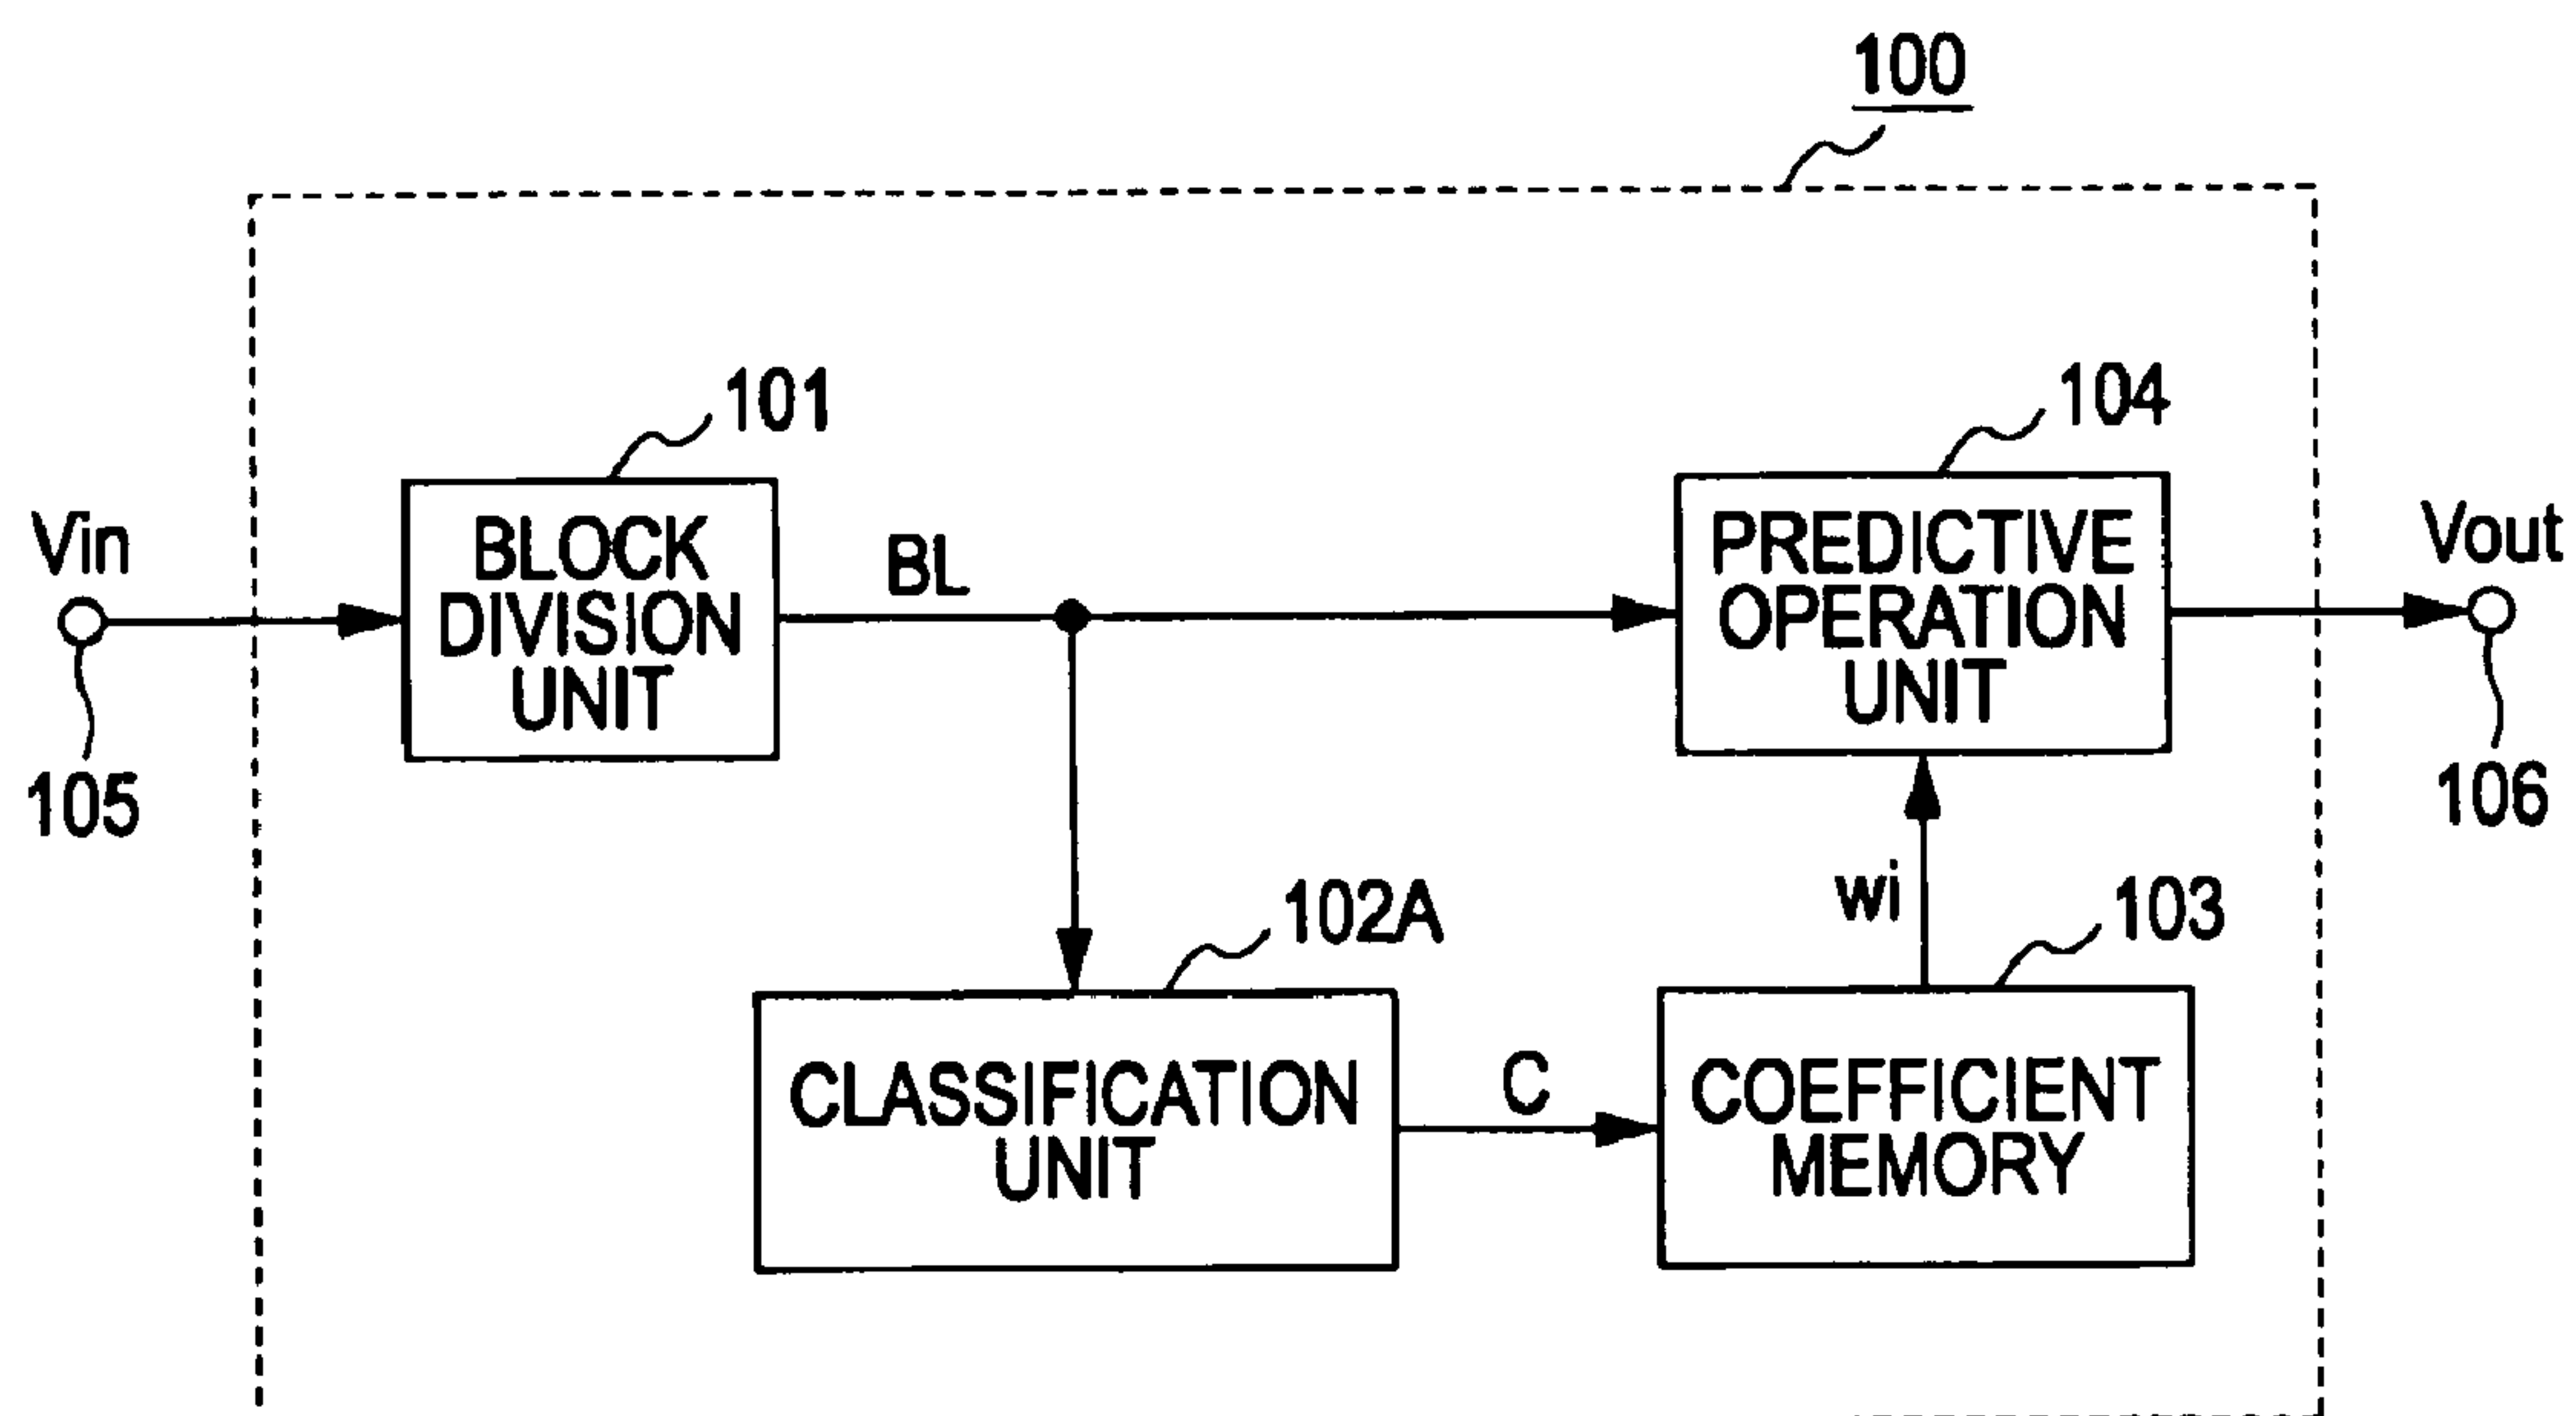 100
101
104
Vin
BLOCK
DIVISION
UNIT
BL
PREDICTIVE
OPERATION
UNIT
Vout
105
106
102A
wi
103
CLASSIFICATION
UNIT
C
COEFFICIENT
MEMORY